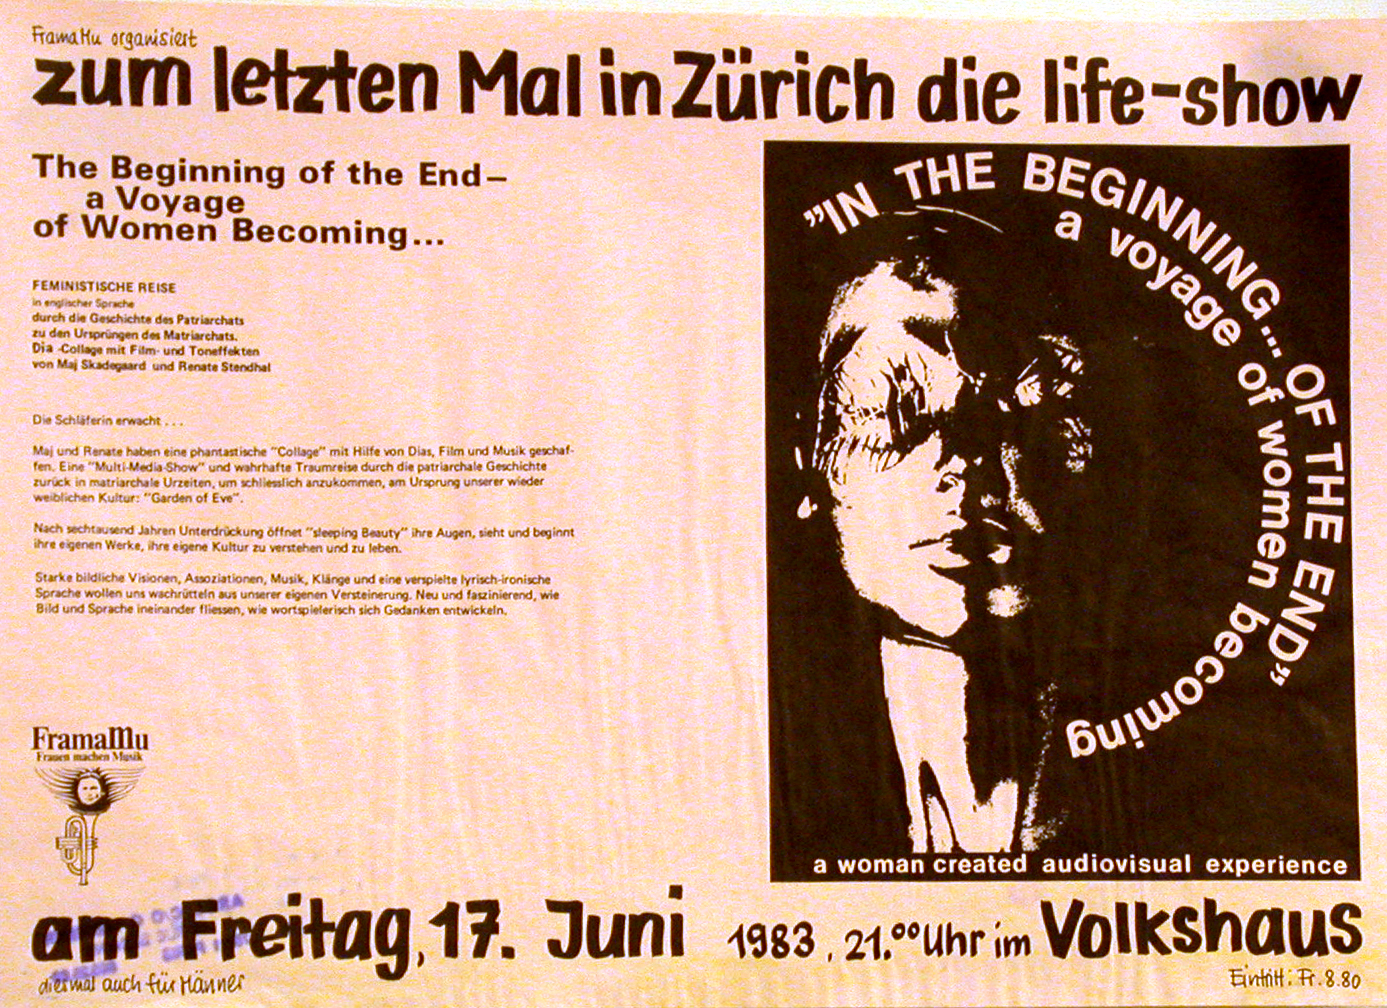 FramaMu organisiert
zum letzten Mal in Zürich die life-show
The Beginning of the End—
a Voyage
of Women Becoming...
FEMINISTISCHE REISE
in englischer Sprache
durch die Geschichte des Patriarchats
zu den Ursprüngen des Matriarchats.
Dia -Collage mit Film- und Toneffekten
von Maj Skadegaard und Renate Stendhal
Die Schläferin erwacht . . .
Maj und Renate haben eine phantastische "Collage" mit Hilfe von Dias, Film und Musik geschaf-
fen. Eine "Multi-Media-Show" und wahrhafte Traumreise durch die patriarchale Geschichte
zurück in matriarchale Urzeiten, um schliesslich anzukommen, am Ursprung unserer wieder
weiblichen Kultur: "Garden of Eve".
Nach sechtausend Jahren Unterdrückung öffnet "sleeping Beauty" ihre Augen, sieht und beginnt
ihre eigenen Werke, ihre eigene Kultur zu verstehen und zu leben.
Starke bildliche Visionen, Assoziationen, Musik, Klänge und eine verspielte lyrisch-ironische
Sprache wollen uns wachrütteln aus unserer eigenen Versteinerung. Neu und faszinierend, wie
Bild und Sprache ineinander fliessen, wie wortspielerisch sich Gedanken entwickeln.
"IN THE BEGINNING... OF THE END"
a voyage of women becoming
a woman created audiovisual experience
FramaMu
Frauen machen Musik
am Freitag, 17. Juni 1983, 21.00 Uhr im Volkshaus
diesmal auch für Männer
Eintritt: Fr. 8.80